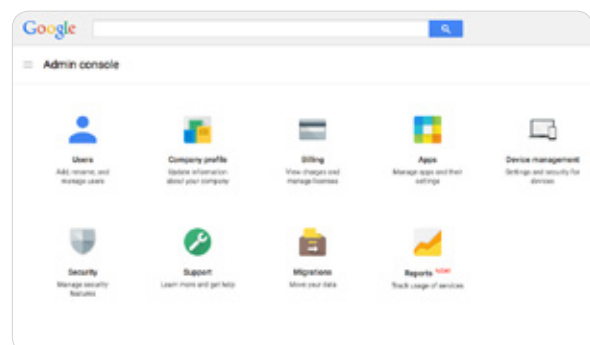 Google
Admin console
Users
Add, rename, and
manage users
Company profile
Update information
about your company
Billing
View charges and
manage licenses
Apps
Manage apps and their
settings
Device management
Settings and security for
devices
Security
Manage security
features
Support
Learn more and get help
Migrations
Move your data
Reports NEW!
Track usage of services